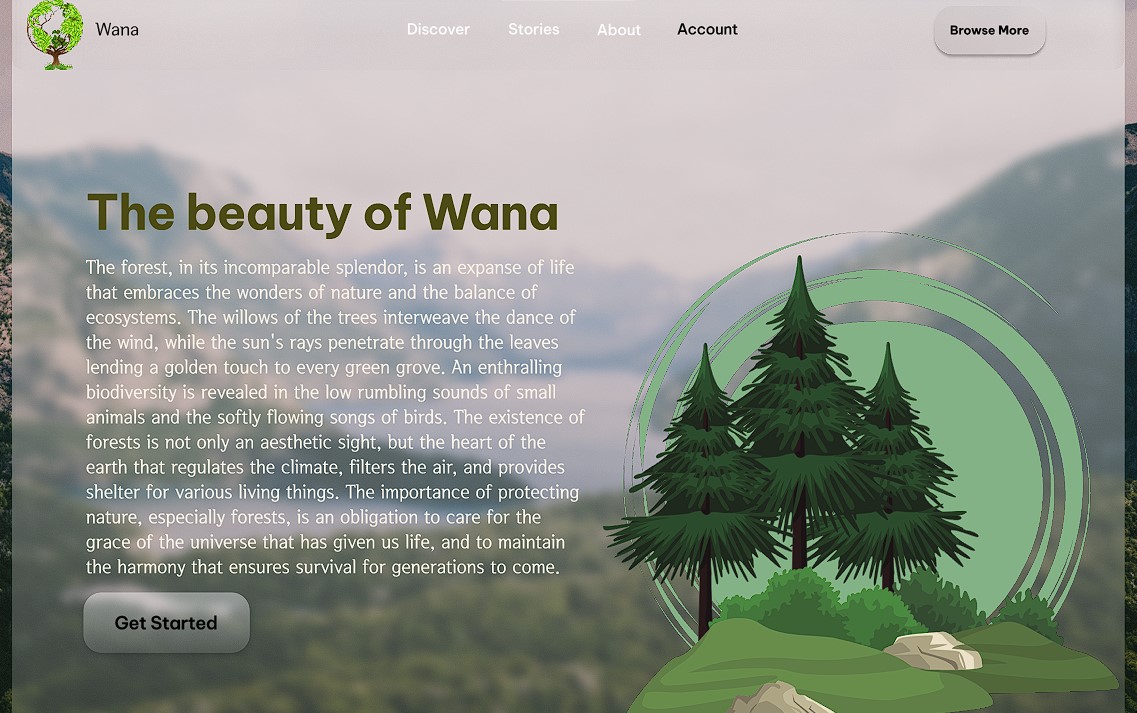 Wana
Discover
Stories
About
Account
Browse More
The beauty of Wana
The forest, in its incomparable splendor, is an expanse of life
that embraces the wonders of nature and the balance of
ecosystems. The willows of the trees interweave the dance of
the wind, while the sun's rays penetrate through the leaves
lending a golden touch to every green grove. An enthralling
biodiversity is revealed in the low rumbling sounds of small
animals and the softly flowing songs of birds. The existence of
forests is not only an aesthetic sight, but the heart of the
earth that regulates the climate, filters the air, and provides
shelter for various living things. The importance of protecting
nature, especially forests, is an obligation to care for the
grace of the universe that has given us life, and to maintain
the harmony that ensures survival for generations to come.
Get Started